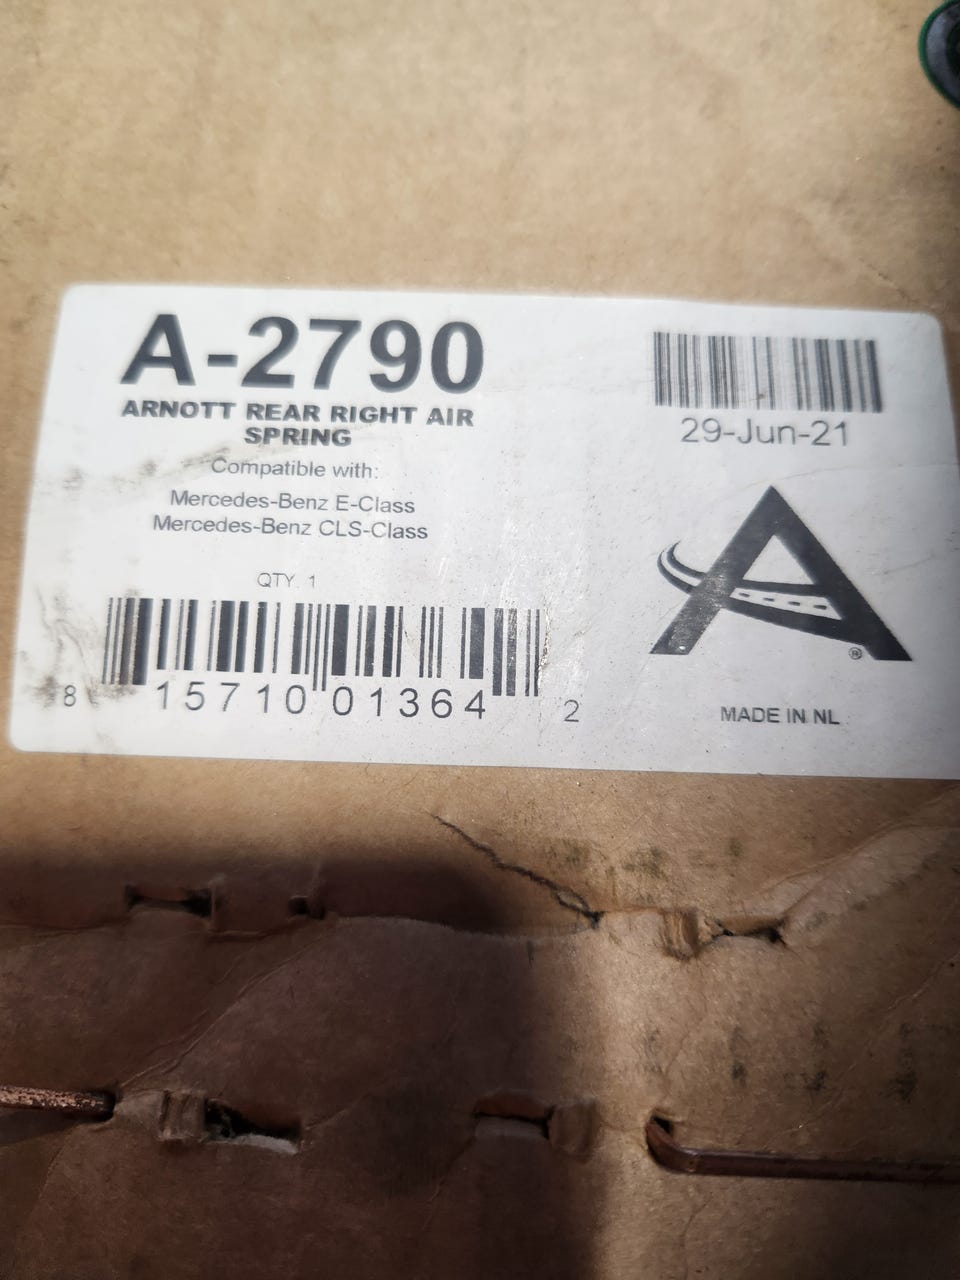 A-2790
ARNOTT REAR RIGHT AIR
SPRING
Compatible with:
Mercedes-Benz E-Class
Mercedes-Benz CLS-Class
QTY. 1
8 15710 01364 2
29-Jun-21
®
MADE IN NL